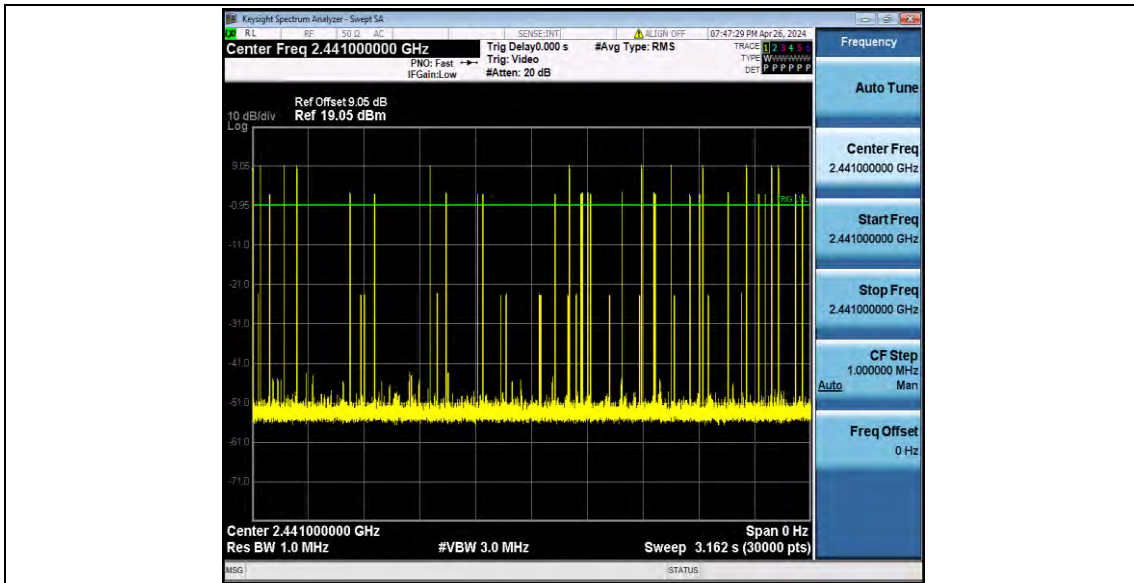 Keysight Spectrum Analyzer - Swept SA
RL RF 50 Ω AC SENSE:INT ALIGN OFF 07:47:29 PM Apr 26, 2024
Center Freq 2.441000000 GHz
PNO: Fast
IFGain:Low
Trig Delay0.000 s
Trig: Video
#Atten: 20 dB
#Avg Type: RMS
TRACE 1 2 3 4 5 6
TYPE WWWWWW
DET P P P P P P
Ref Offset 9.05 dB
10 dB/div Ref 19.05 dBm
Log
9.05
-0.95
TRIG LVL
-11.0
-21.0
-31.0
-41.0
-51.0
-61.0
-71.0
Center 2.441000000 GHz Span 0 Hz
Res BW 1.0 MHz #VBW 3.0 MHz Sweep 3.162 s (30000 pts)
MSG STATUS
Frequency
Auto Tune
Center Freq
2.441000000 GHz
Start Freq
2.441000000 GHz
Stop Freq
2.441000000 GHz
CF Step
1.000000 MHz
Auto Man
Freq Offset
0 Hz